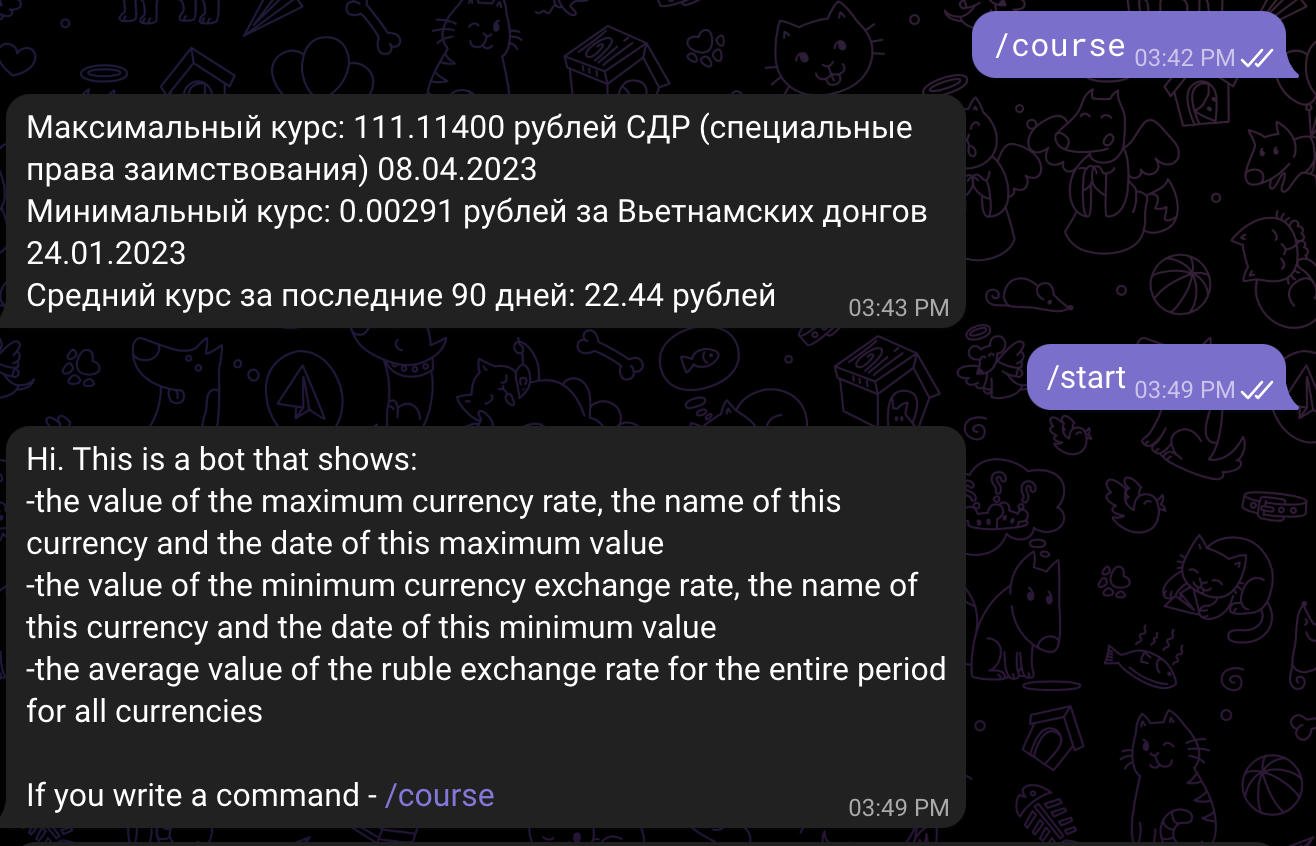 /course 03:42 PM
Максимальный курс: 111.11400 рублей СДР (специальные
права заимствования) 08.04.2023
Минимальный курс: 0.00291 рублей за Вьетнамских донгов
24.01.2023
Средний курс за последние 90 дней: 22.44 рублей
03:43 PM
/start 03:49 PM
Hi. This is a bot that shows:
-the value of the maximum currency rate, the name of this
currency and the date of this maximum value
-the value of the minimum currency exchange rate, the name of
this currency and the date of this minimum value
-the average value of the ruble exchange rate for the entire period
for all currencies
If you write a command - /course
03:49 PM